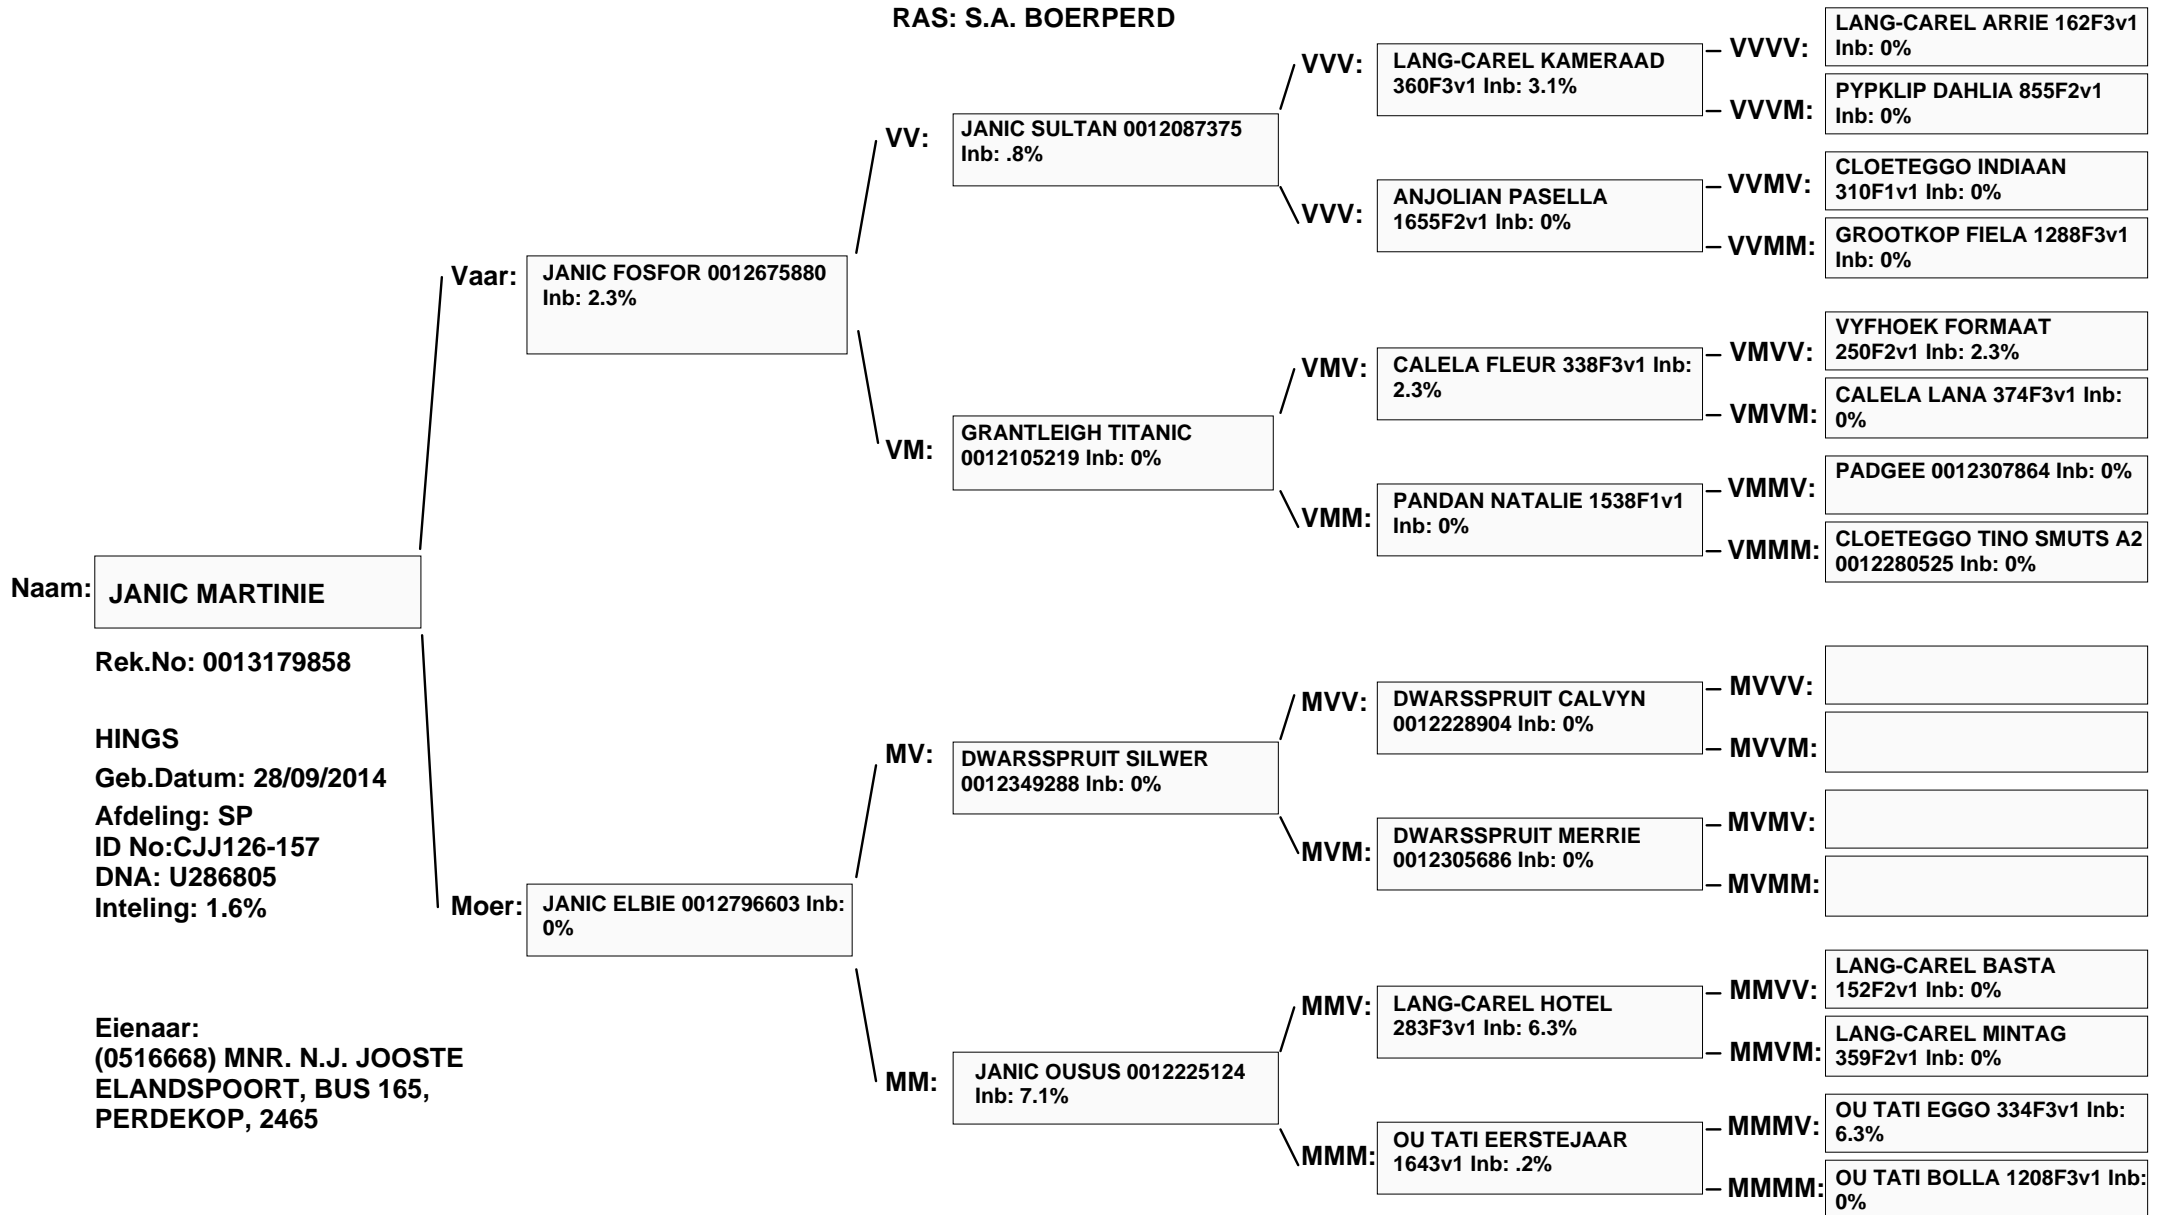 RAS: S.A. BOERPERD
Naam:
JANIC MARTINIE
Rek.No: 0013179858
HINGS
Geb.Datum: 28/09/2014
Afdeling: SP
ID No:CJJ126-157
DNA: U286805
Inteling: 1.6%
Eienaar:
(0516668) MNR. N.J. JOOSTE
ELANDSPOORT, BUS 165,
PERDEKOP, 2465
Vaar:
JANIC FOSFOR 0012675880
Inb: 2.3%
Moer:
JANIC ELBIE 0012796603 Inb:
0%
VV:
JANIC SULTAN 0012087375
Inb: .8%
VM:
GRANTLEIGH TITANIC
0012105219 Inb: 0%
MV:
DWARSSPRUIT SILWER
0012349288 Inb: 0%
MM:
JANIC OUSUS 0012225124
Inb: 7.1%
VVV:
LANG-CAREL KAMERAAD
360F3v1 Inb: 3.1%
VVV:
ANJOLIAN PASELLA
1655F2v1 Inb: 0%
VMV:
CALELA FLEUR 338F3v1 Inb:
2.3%
VMM:
PANDAN NATALIE 1538F1v1
Inb: 0%
MVV:
DWARSSPRUIT CALVYN
0012228904 Inb: 0%
MVM:
DWARSSPRUIT MERRIE
0012305686 Inb: 0%
MMV:
LANG-CAREL HOTEL
283F3v1 Inb: 6.3%
MMM:
OU TATI EERSTEJAAR
1643v1 Inb: .2%
VVVV:
LANG-CAREL ARRIE 162F3v1
Inb: 0%
VVVM:
PYPKLIP DAHLIA 855F2v1
Inb: 0%
VVMV:
CLOETEGGO INDIAAN
310F1v1 Inb: 0%
VVMM:
GROOTKOP FIELA 1288F3v1
Inb: 0%
VMVV:
VYFHOEK FORMAAT
250F2v1 Inb: 2.3%
VMVM:
CALELA LANA 374F3v1 Inb:
0%
VMMV:
PADGEE 0012307864 Inb: 0%
VMMM:
CLOETEGGO TINO SMUTS A2
0012280525 Inb: 0%
MVVV:
MVVM:
MVMV:
MVMM:
MMVV:
LANG-CAREL BASTA
152F2v1 Inb: 0%
MMVM:
LANG-CAREL MINTAG
359F2v1 Inb: 0%
MMMV:
OU TATI EGGO 334F3v1 Inb:
6.3%
MMMM:
OU TATI BOLLA 1208F3v1 Inb:
0%